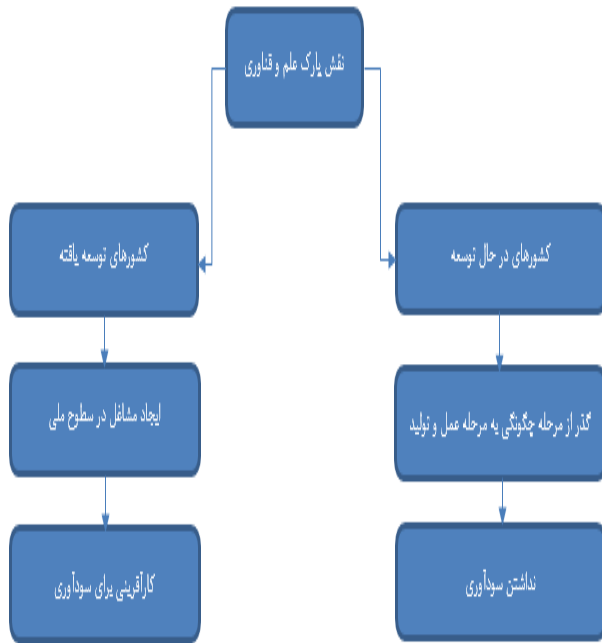 نقش پارک علم و فناوری
کشورهای در حال توسعه
کشورهای توسعه یافته
گذر از مرحله چگونگی به مرحله عمل و تولید
ایجاد مشاغل در سطوح ملی
نداشتن سودآوری
کارآفرینی برای سودآوری